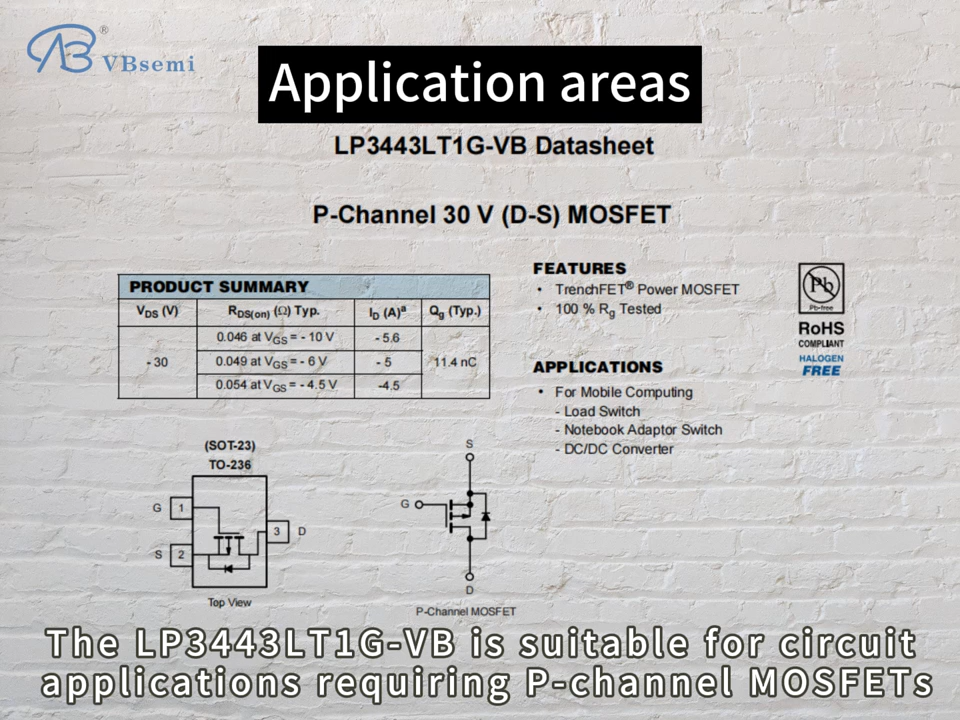 VBsemi
®
Application areas
LP3443LT1G-VB Datasheet
P-Channel 30 V (D-S) MOSFET
PRODUCT SUMMARY
VDS (V) RDS(on) (Ω) Typ. ID (A)a Qg (Typ.)
- 30 0.046 at VGS = - 10 V - 5.6 11.4 nC
0.049 at VGS = - 6 V - 5
0.054 at VGS = - 4.5 V -4.5
FEATURES
• TrenchFET® Power MOSFET
• 100 % Rg Tested
APPLICATIONS
• For Mobile Computing
- Load Switch
- Notebook Adaptor Switch
- DC/DC Converter
Pb
Pb-free
RoHS
COMPLIANT
HALOGEN
FREE
(SOT-23)
TO-236
G 1
S 2
3 D
Top View
S
G
D
P-Channel MOSFET
The LP3443LT1G-VB is suitable for circuit
applications requiring P-channel MOSFETs